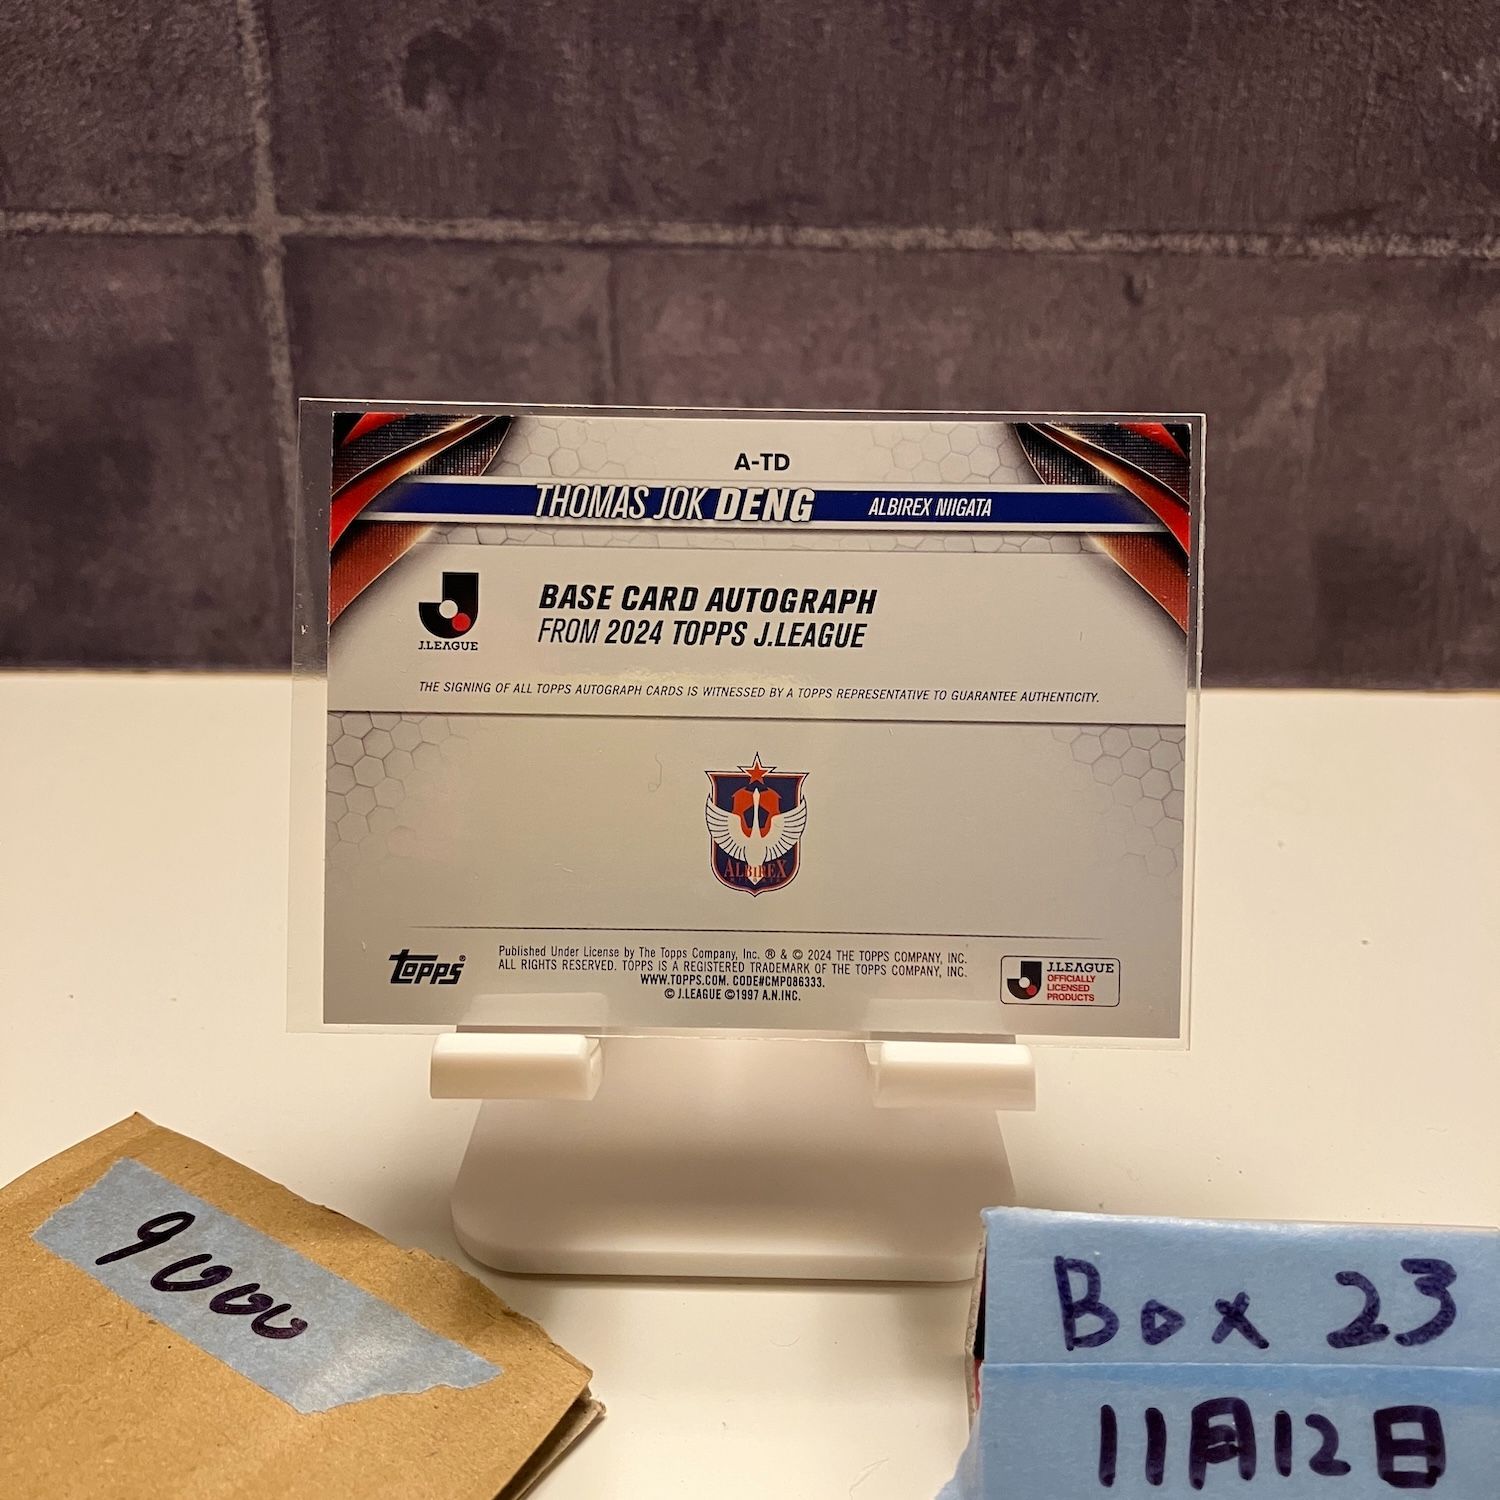 A-TD
THOMAS JOK DENG ALBIREX NIIGATA
J.LEAGUE
BASE CARD AUTOGRAPH
FROM 2024 TOPPS J.LEAGUE
THE SIGNING OF ALL TOPPS AUTOGRAPH CARDS IS WITNESSED BY A TOPPS REPRESENTATIVE TO GUARANTEE AUTHENTICITY.
ALBIREX
topps®
Published Under License by The Topps Company, Inc. ® & © 2024 THE TOPPS COMPANY, INC.
ALL RIGHTS RESERVED. TOPPS IS A REGISTERED TRADEMARK OF THE TOPPS COMPANY, INC.
WWW.TOPPS.COM. CODE#CMP086333.
© J.LEAGUE ©1997 A.N.INC.
J.LEAGUE
OFFICIALLY
LICENSED
PRODUCTS
9000
Box 23
11月12日